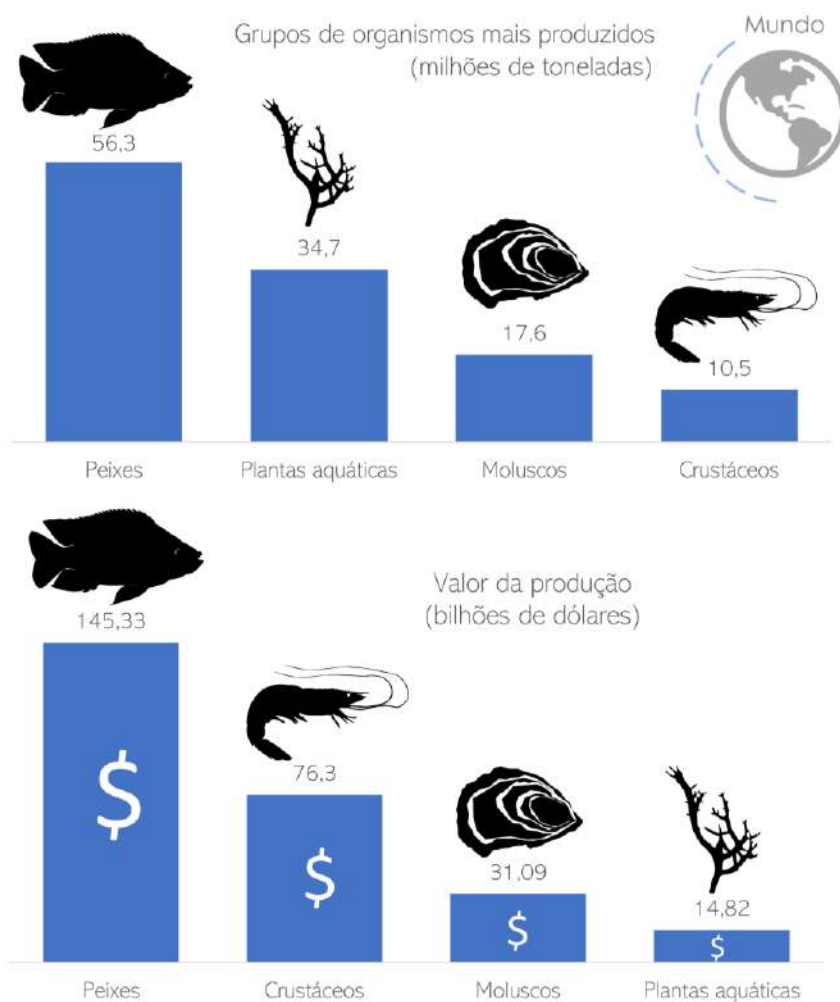 Grupos de organismos mais produzidos
(milhões de toneladas)
Mundo
56,3
34,7
17,6
10,5
Peixes
Plantas aquáticas
Moluscos
Crustáceos
Valor da produção
(bilhões de dólares)
145,33
76,3
31,09
14,82
$
$
$
$
Peixes
Crustáceos
Moluscos
Plantas aquáticas